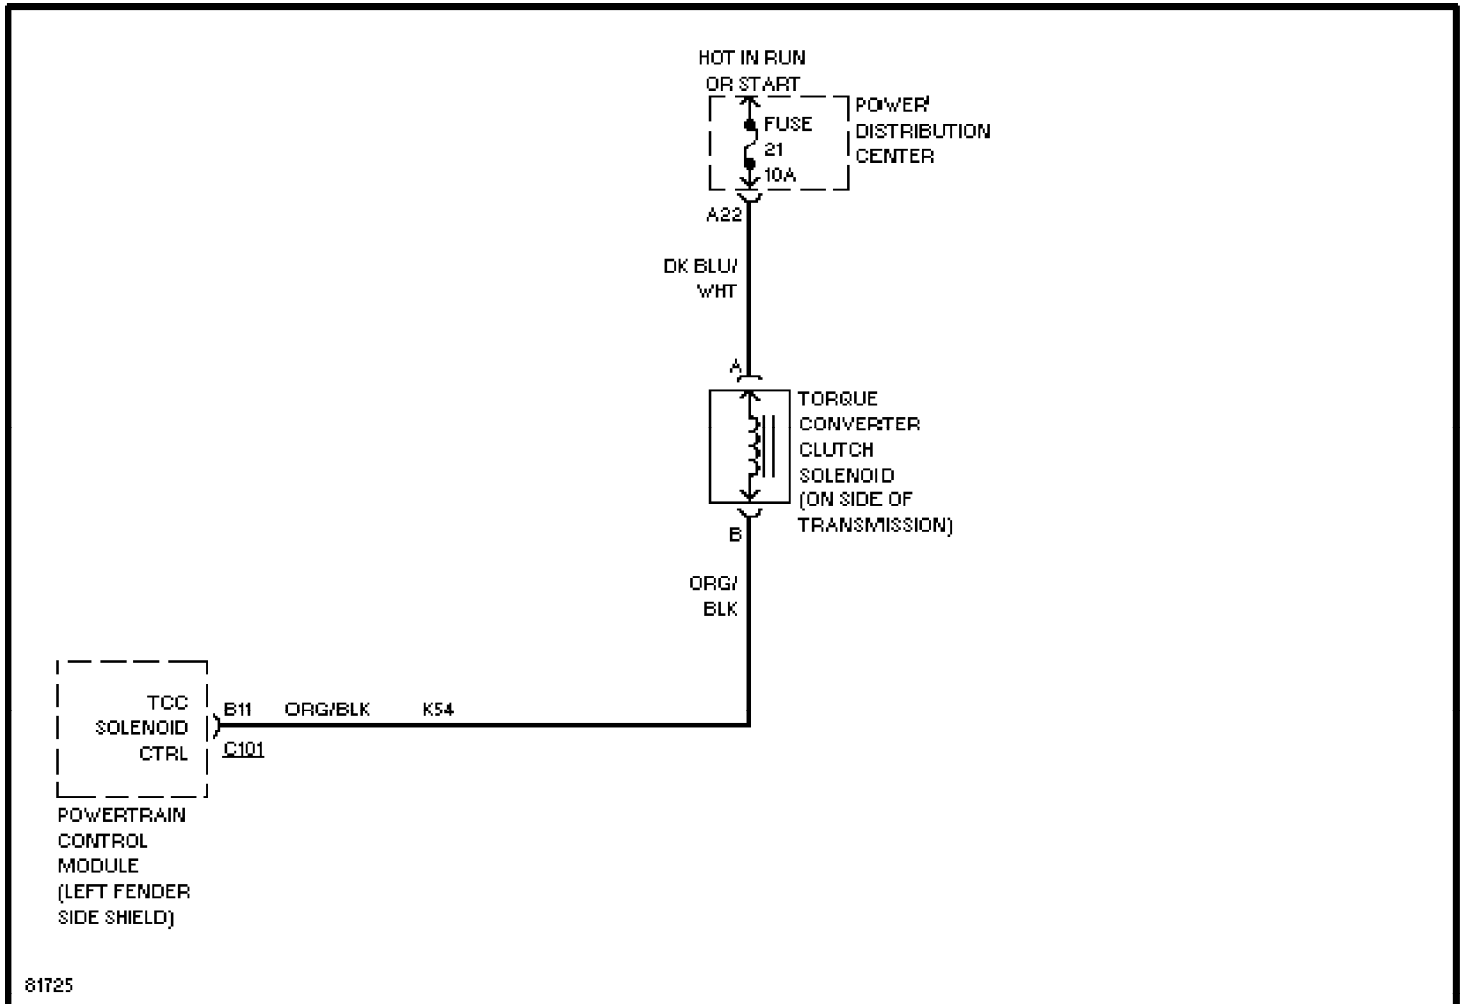 HOT IN RUN
OR START
FUSE
21
10A
POWER
DISTRIBUTION
CENTER
A22
DK BLU/
WHT
A
TORQUE
CONVERTER
CLUTCH
SOLENOID
(ON SIDE OF
TRANSMISSION)
B
ORG/
BLK
TCC
SOLENOID
CTRL
B11 ORG/BLK K54
C101
POWERTRAIN
CONTROL
MODULE
(LEFT FENDER
SIDE SHIELD)
81725